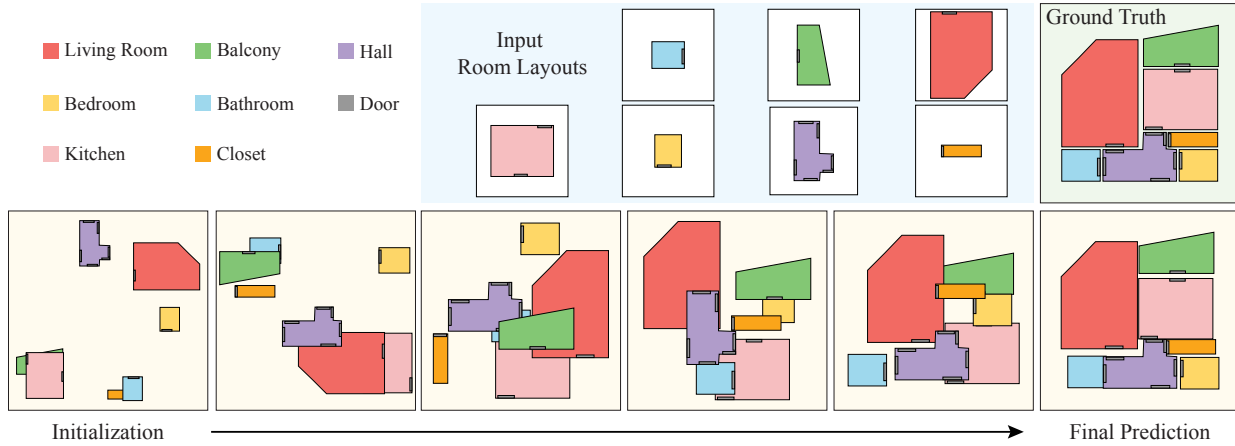 Living Room
Balcony
Hall
Bedroom
Bathroom
Door
Kitchen
Closet
Input
Room Layouts
Ground Truth
Initialization
Final Prediction